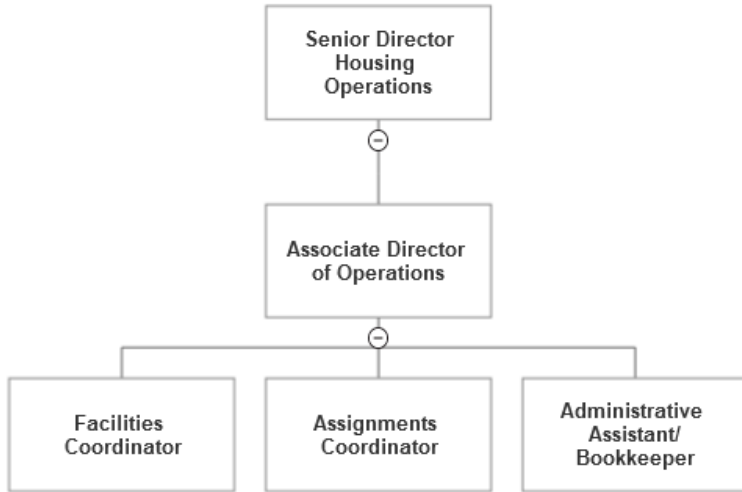 Senior Director
Housing
Operations
Associate Director
of Operations
Facilities
Coordinator
Assignments
Coordinator
Administrative
Assistant/
Bookkeeper